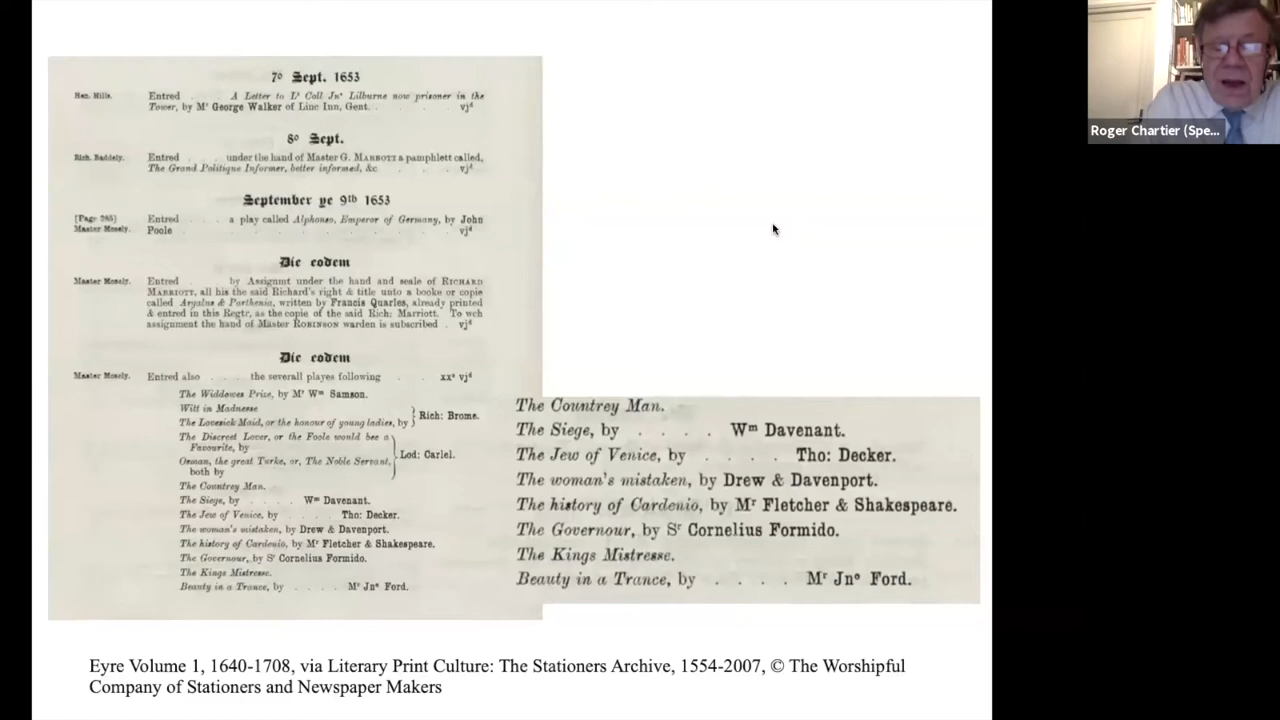 7º Sept. 1653
Hen. Hills. Entred . . . . A Letter to Lt Coll Jnº Lilburne now prisoner in the
Tower, by Mr George Walker of Linc Inn, Gent. . . . . vjd
8º Sept.
Rich. Baddely. Entred . . . . under the hand of Master G. MABBOTT a pamphlett called,
The Grand Politique Informer, better informed, &c . . . . vjd
September ye 9th 1653
[Page 285] Entred . . . . a play called Alphonso, Emperor of Germany, by John
Master Mosely. Poole . . . . vjd
Die eodem
Master Mosely. Entred . . . . by Assignmt under the hand and seale of RICHARD
MARRIOTT, all his the said Richard's right & title unto a booke or copie
called Argalus & Parthenia, written by Francis Quarles, already printed
& entred in this Regtr, as the copie of the said Rich: Marriott. To wch
assignment the hand of Master ROBINSON warden is subscribed . vjd
Die eodem
Master Mosely. Entred also . . . . the severall playes following . . xxs vjd
The Widdowes Prize, by Mr Wm Samson.
Witt in Madnesse
The Lovesick Maid, or the honour of young ladies, by } Rich: Brome.
The Discreet Lover, or the Foole would bee a
Favourite, by
Osman, the great Turke, or, The Noble Servant, } Lod: Carlel.
both by
The Countrey Man.
The Siege, by . . . . Wm Davenant.
The Jew of Venice, by . . . . Tho: Decker.
The woman's mistaken, by Drew & Davenport.
The history of Cardenio, by Mr Fletcher & Shakespeare.
The Governour, by Sr Cornelius Formido.
The Kings Mistresse.
Beauty in a Trance, by . . . . Mr Jnº Ford.
The Countrey Man.
The Siege, by . . . . Wm Davenant.
The Jew of Venice, by . . . . Tho: Decker.
The woman's mistaken, by Drew & Davenport.
The history of Cardenio, by Mr Fletcher & Shakespeare.
The Governour, by Sr Cornelius Formido.
The Kings Mistresse.
Beauty in a Trance, by . . . . Mr Jnº Ford.
Eyre Volume 1, 1640-1708, via Literary Print Culture: The Stationers Archive, 1554-2007, © The Worshipful
Company of Stationers and Newspaper Makers
Roger Chartier (Spe...